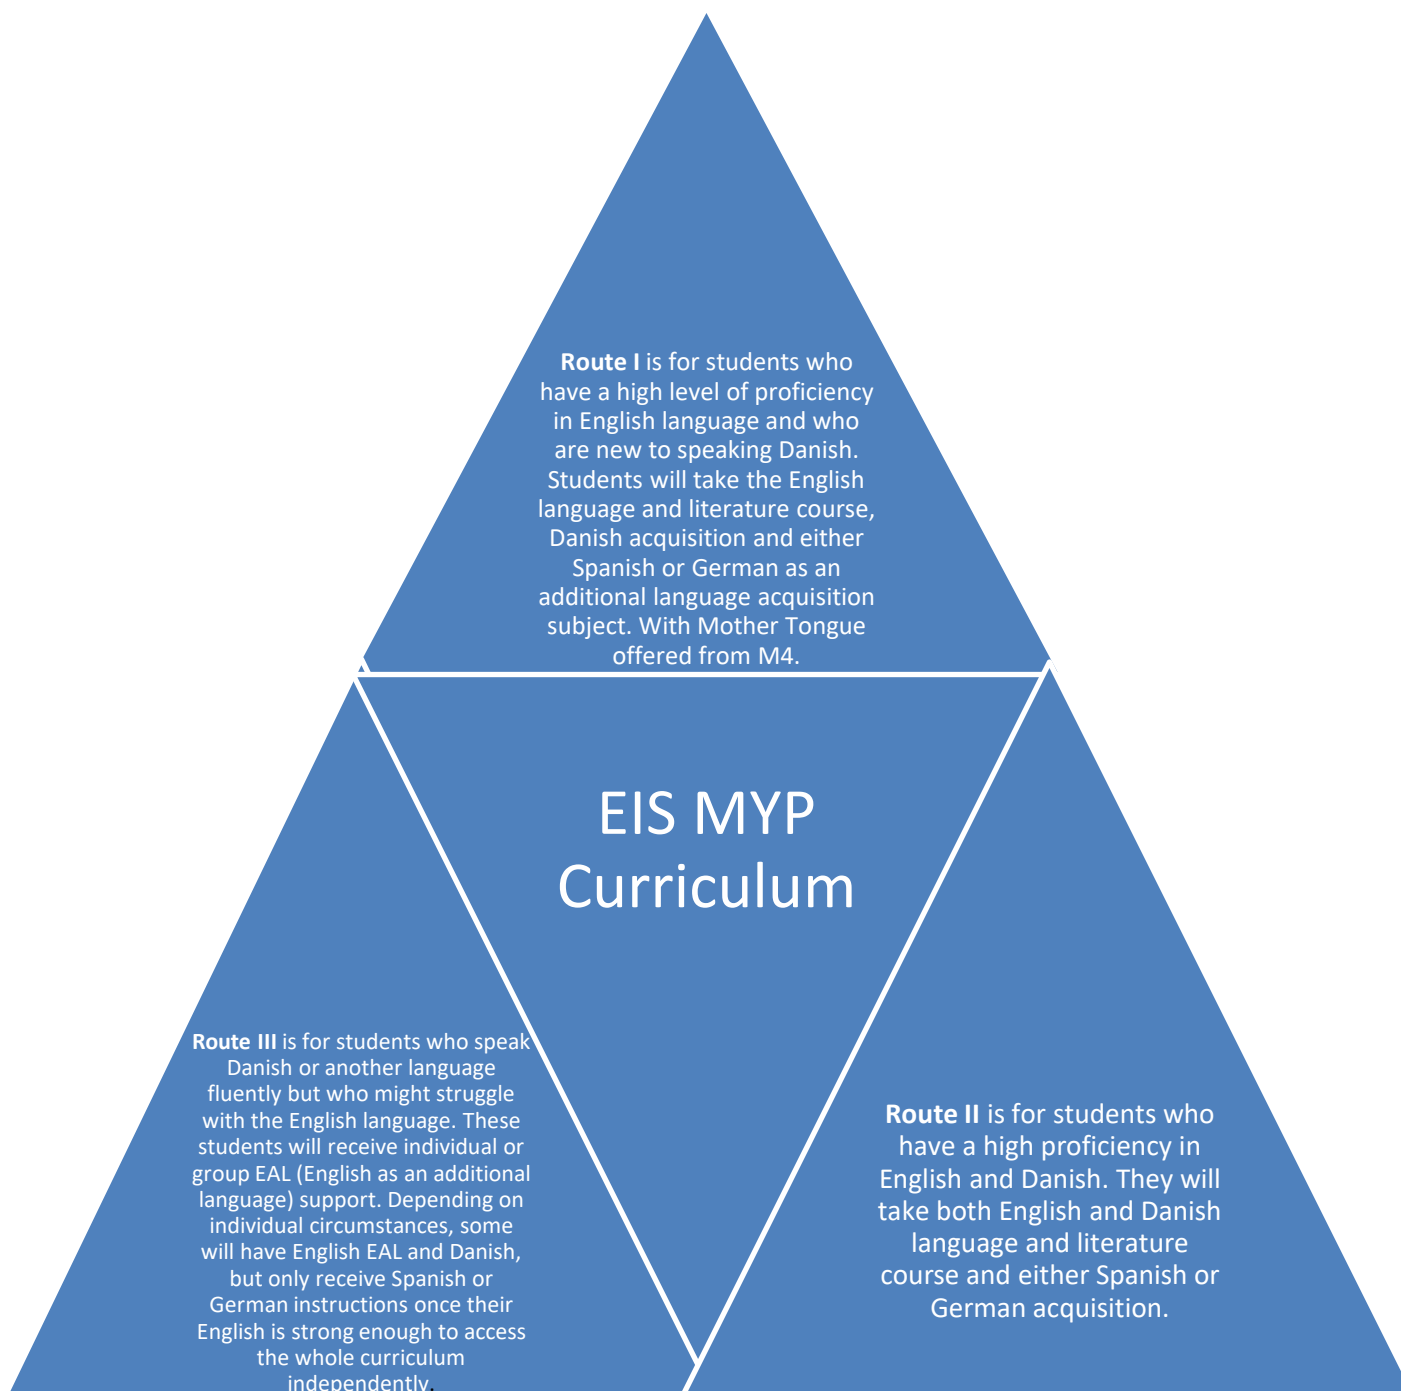 Route I is for students who
have a high level of proficiency
in English language and who
are new to speaking Danish.
Students will take the English
language and literature course,
Danish acquisition and either
Spanish or German as an
additional language acquisition
subject. With Mother Tongue
offered from M4.
EIS MYP
Curriculum
Route III is for students who speak
Danish or another language
fluently but who might struggle
with the English language. These
students will receive individual or
group EAL (English as an additional
language) support. Depending on
individual circumstances, some
will have English EAL and Danish,
but only receive Spanish or
German instructions once their
English is strong enough to access
the whole curriculum
independently.
Route II is for students who
have a high proficiency in
English and Danish. They will
take both English and Danish
language and literature
course and either Spanish or
German acquisition.